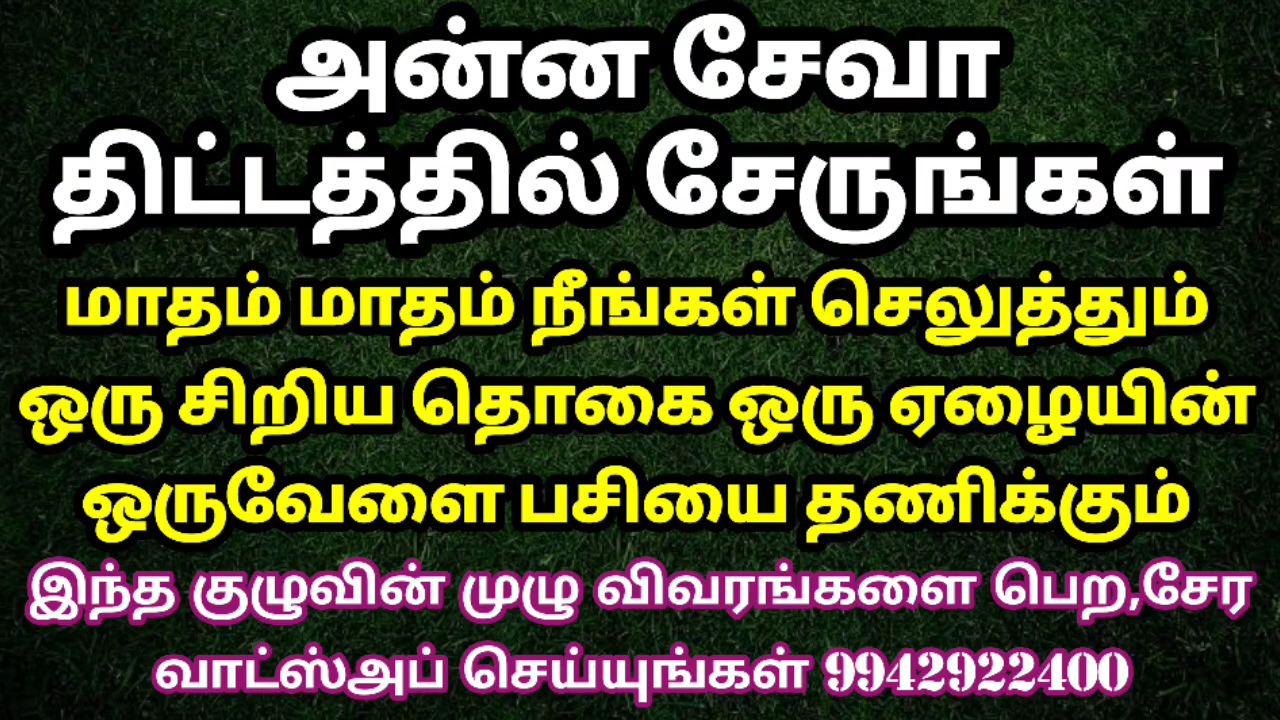 அன்ன சேவா
திட்டத்தில் சேருங்கள்
மாதம் மாதம் நீங்கள் செலுத்தும்
ஒரு சிறிய தொகை ஒரு ஏழையின்
ஒருவேளை பசியை தணிக்கும்
இந்த குழுவின் முழு விவரங்களை பெற,சேர
வாட்ஸ்அப் செய்யுங்கள் 9942922400